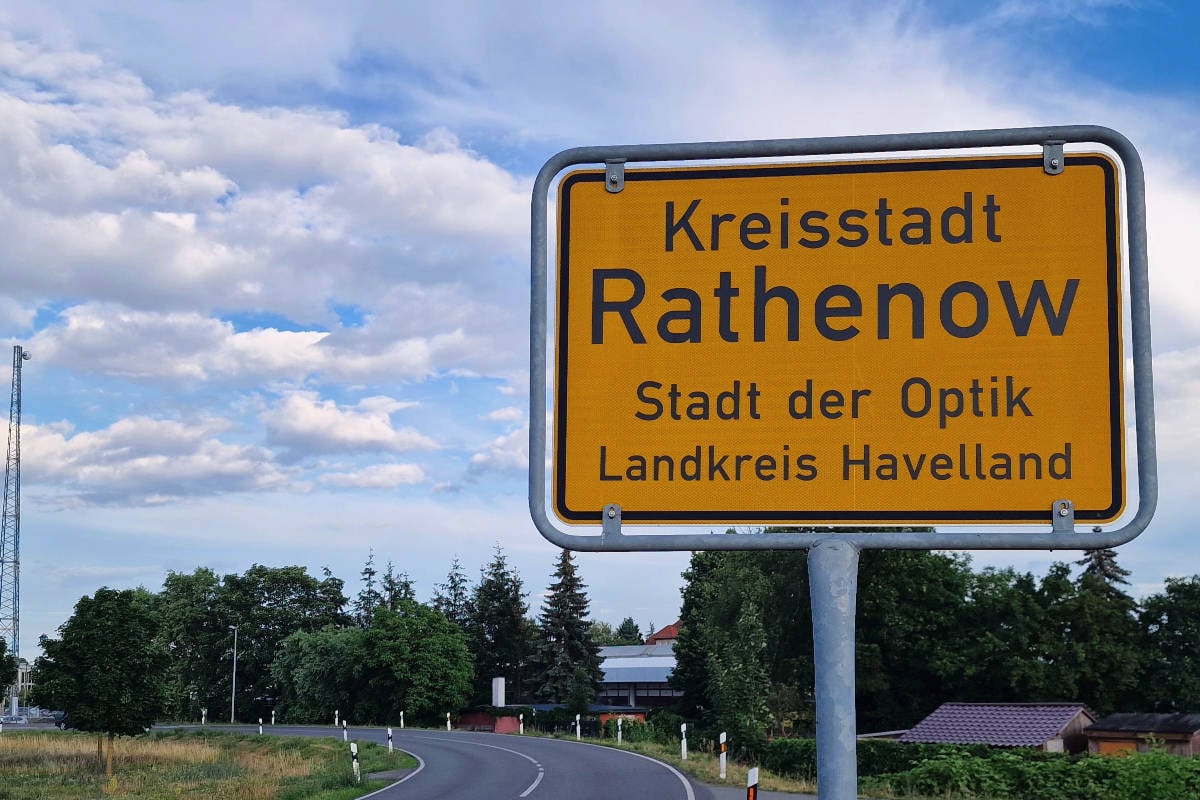 Kreisstadt
Rathenow
Stadt der Optik
Landkreis Havelland